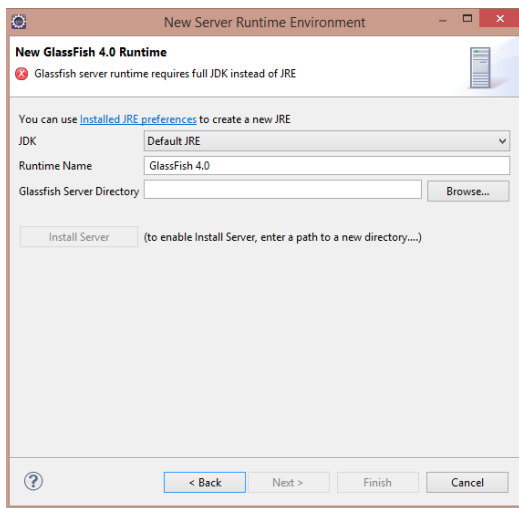 New Server Runtime Environment
New GlassFish 4.0 Runtime
Glassfish server runtime requires full JDK instead of JRE
You can use Installed JRE preferences to create a new JRE
JDK Default JRE
Runtime Name GlassFish 4.0
Glassfish Server Directory Browse...
Install Server (to enable Install Server, enter a path to a new directory....)
? < Back Next > Finish Cancel